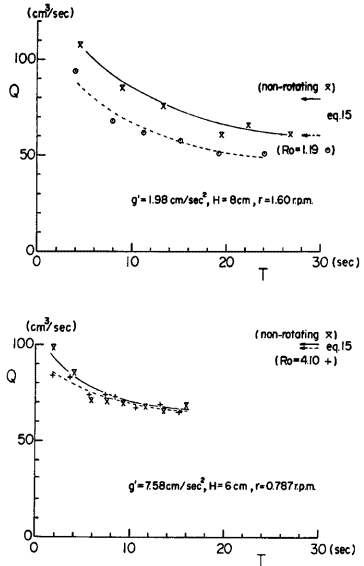 (cm³/sec)
100
Q
50
0
(non-rotating x̄)
eq.15
(Ro=1.19 ⊙)
g'=1.98 cm/sec², H=8cm, r=1.60 r.p.m.
0 10 20 30 (sec)
T
(cm³/sec)
100
Q
50
0
(non-rotating x̄)
eq.15
(Ro=4.10 +)
g'=7.58cm/sec², H=6 cm, r=0.787 r.p.m.
0 10 20 30 (sec)
T